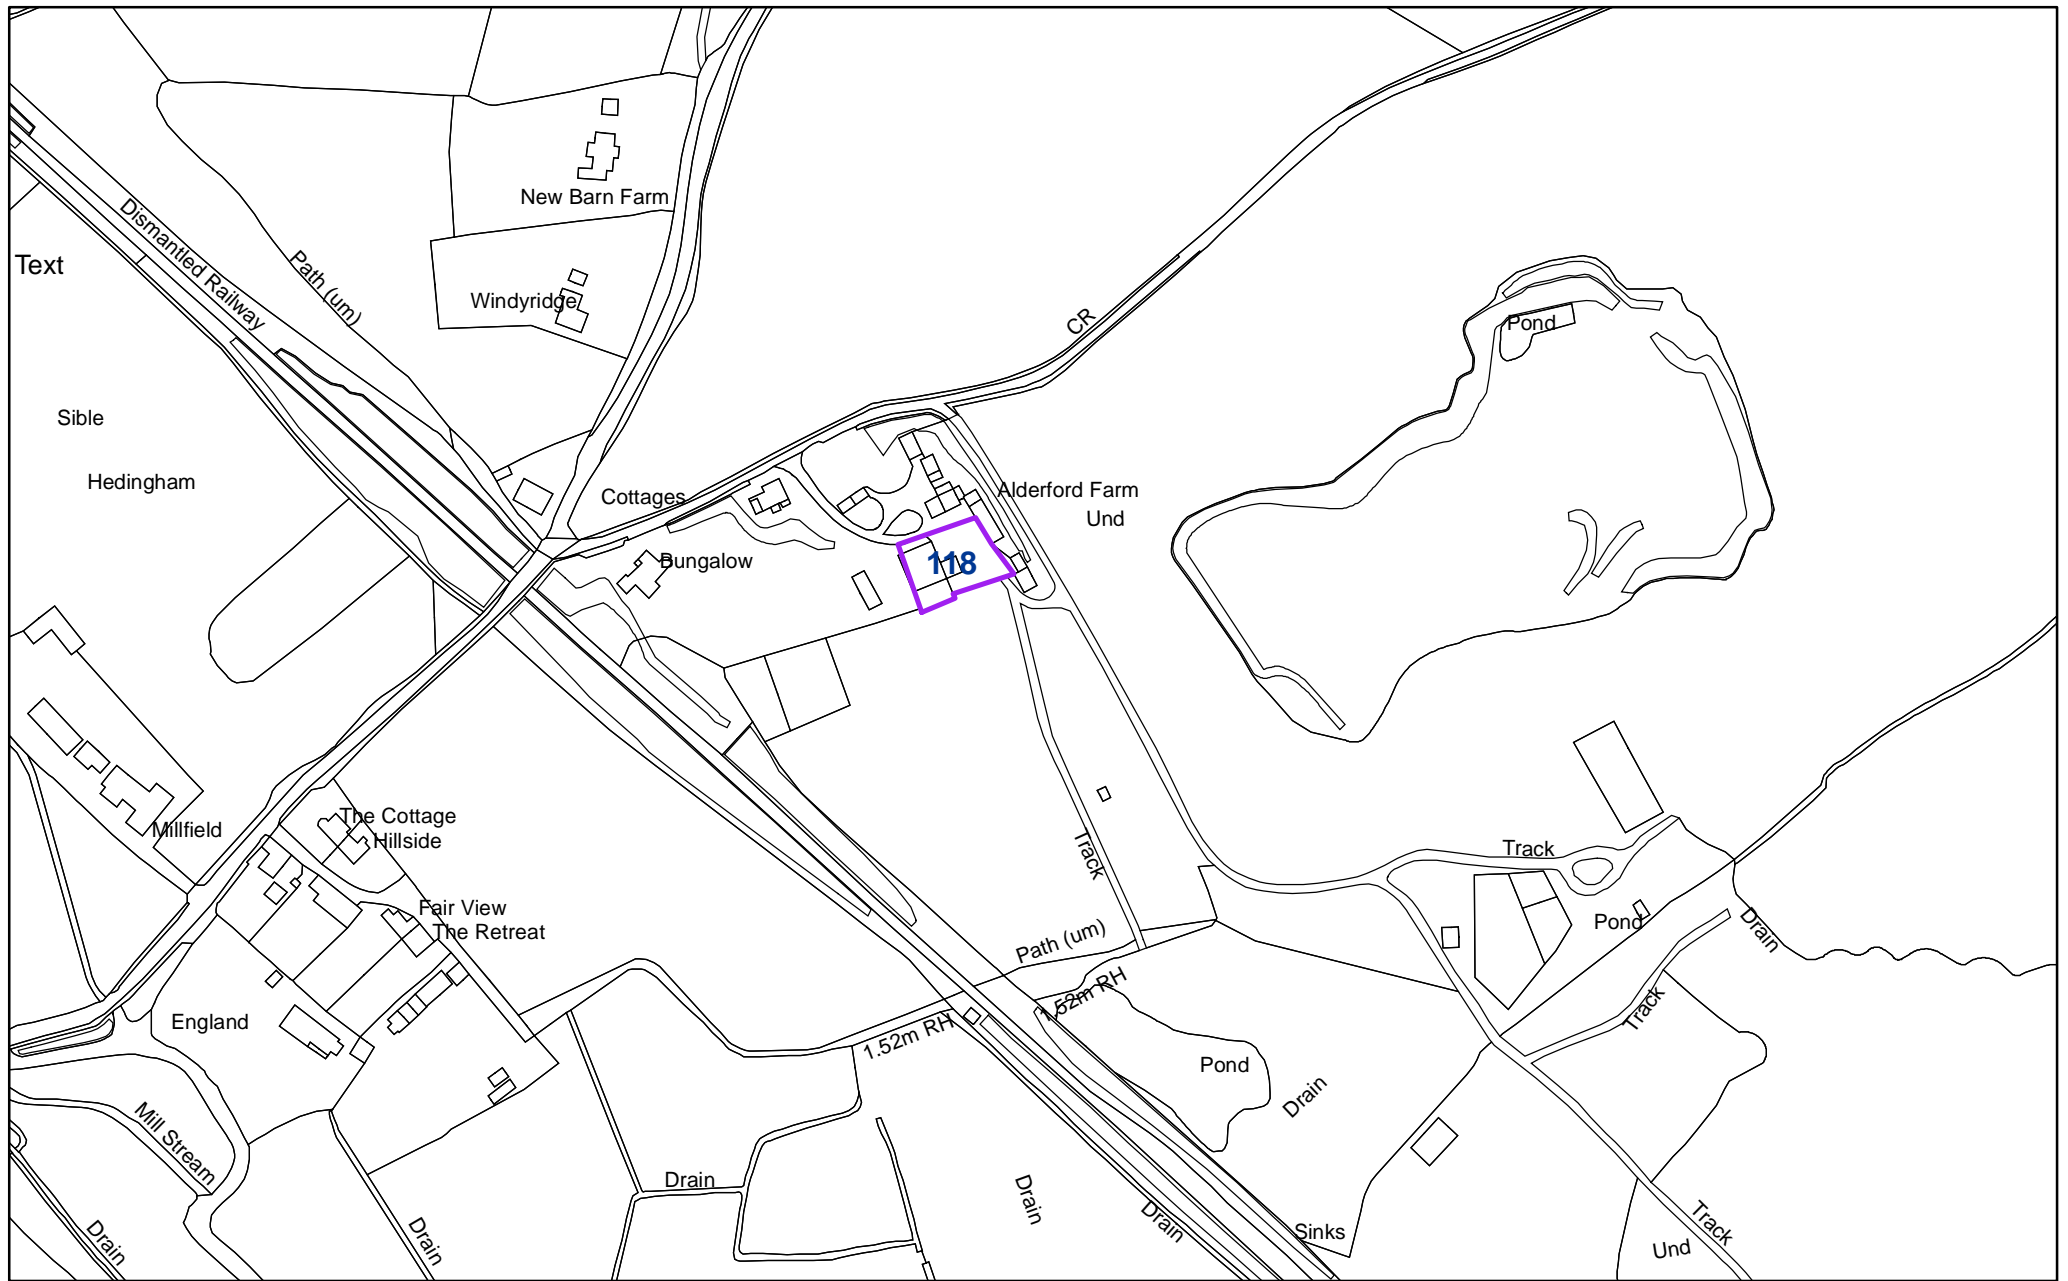 New Barn Farm
Dismantled Railway
Path (um)
Text
Windyridge
CR
Pond
Sible
Hedingham
Cottages
Alderford Farm
Und
Bungalow
118
The Cottage
Millfield
Hillside
Track
Track
Fair View
The Retreat
Pond
Drain
Path (um)
1.52m RH
England
1.52m RH
Track
Pond
Drain
Mill Stream
Drain
Drain
Drain
Drain
Drain
Sinks
Track
Und